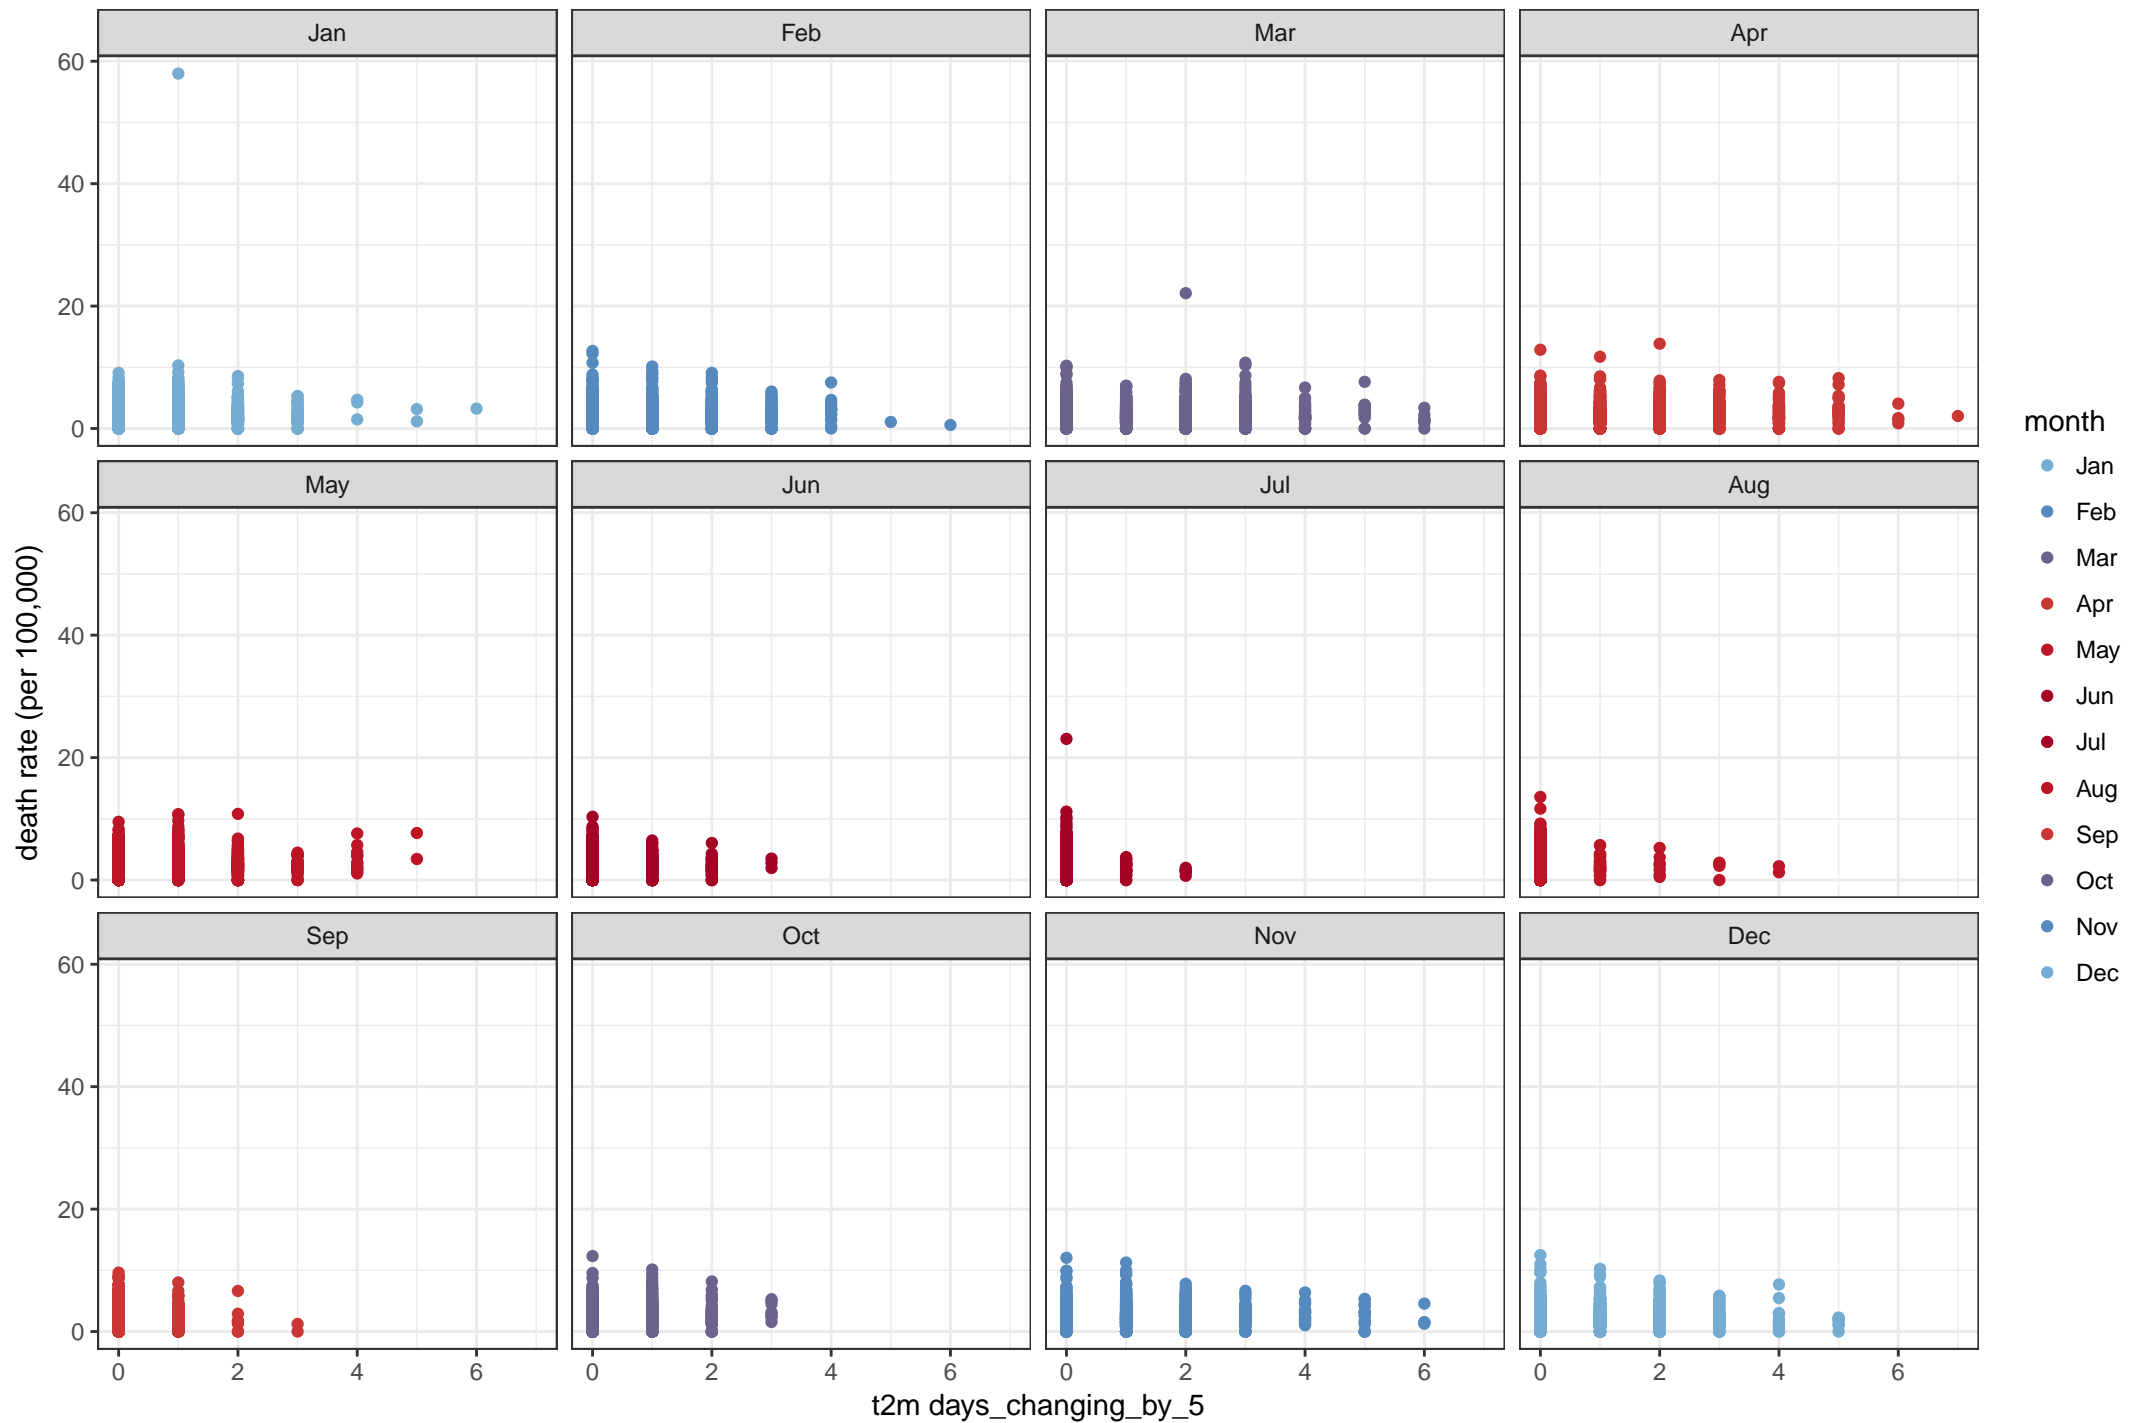 Jan Feb Mar Apr
60
40
20
0
May Jun Jul Aug
60
40
20
0
Sep Oct Nov Dec
60
40
20
0
0 2 4 6 0 2 4 6 0 2 4 6 0 2 4 6
t2m days_changing_by_5
death rate (per 100,000)
month
Jan
Feb
Mar
Apr
May
Jun
Jul
Aug
Sep
Oct
Nov
Dec